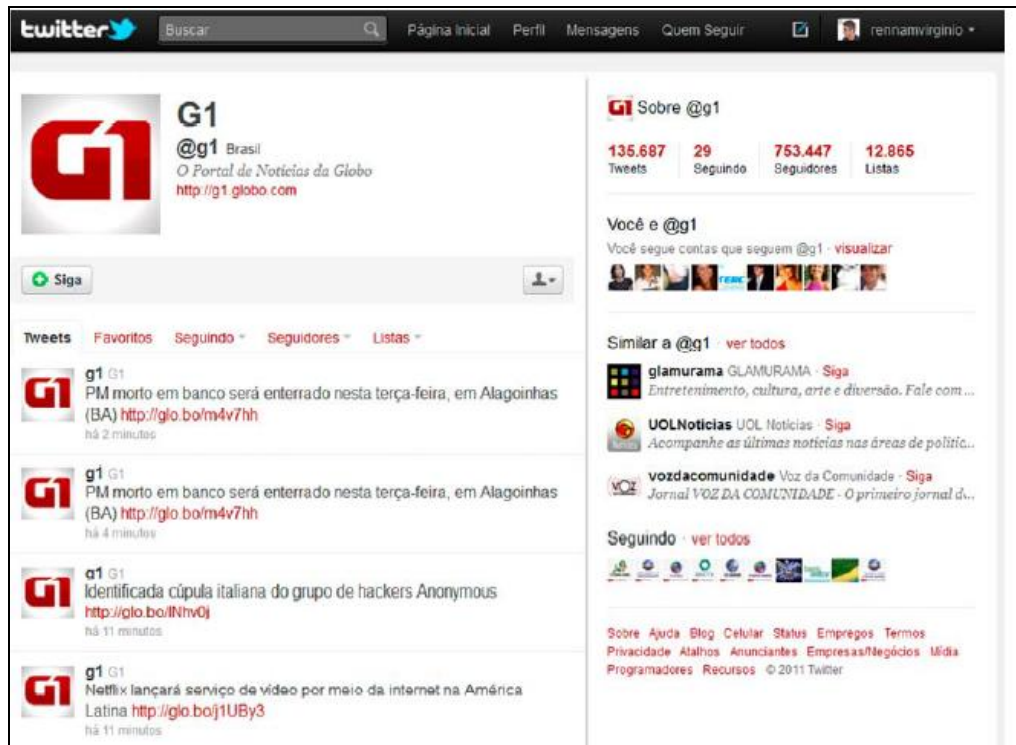 twitter
Buscar
Página Inicial Perfil Mensagens Quem Seguir rennamvirginio
G1
G1
@g1 Brasil
O Portal de Notícias da Globo
http://g1.globo.com
Siga
Tweets Favoritos Seguindo Seguidores Listas
G1
g1 G1
PM morto em banco será enterrado nesta terça-feira, em Alagoinhas
(BA) http://glo.bo/m4v7hh
há 2 minutos
G1
g1 G1
PM morto em banco será enterrado nesta terça-feira, em Alagoinhas
(BA) http://glo.bo/m4v7hh
há 4 minutos
G1
g1 G1
Identificada cúpula italiana do grupo de hackers Anonymous
http://glo.bo/lNhv0j
há 11 minutos
G1
g1 G1
Netflix lançará serviço de vídeo por meio da internet na América
Latina http://glo.bo/j1UBy3
há 11 minutos
G1 Sobre @g1
135.687 29 753.447 12.865
Tweets Seguindo Seguidores Listas
Você e @g1
Você segue contas que seguem @g1 · visualizar
Similar a @g1 · ver todos
glamurama GLAMURAMA · Siga
Entretenimento, cultura, arte e diversão. Fale com ...
UOLNoticias UOL Notícias · Siga
Acompanhe as últimas notícias nas áreas de polític...
VOZ
vozdacomunidade Voz da Comunidade · Siga
Jornal VOZ DA COMUNIDADE - O primeiro jornal d...
Seguindo · ver todos
Sobre Ajuda Blog Celular Status Empregos Termos
Privacidade Atalhos Anunciantes Empresas/Negócios Mídia
Programadores Recursos © 2011 Twitter